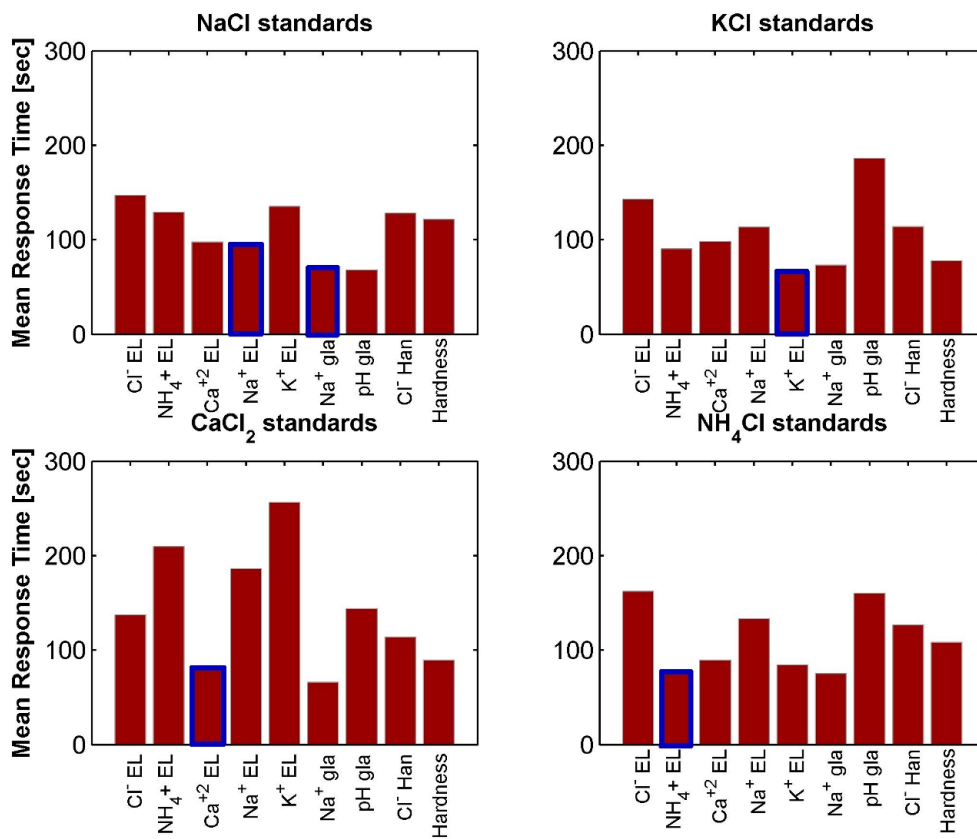 NaCl standards
Mean Response Time [sec]
300
200
100
0
Cl⁻ EL
NH₄+ EL
Ca⁺² EL
Na⁺ EL
K⁺ EL
Na⁺ gla
pH gla
Cl⁻ Han
Hardness
KCl standards
300
200
100
0
Cl⁻ EL
NH₄+ EL
Ca⁺² EL
Na⁺ EL
K⁺ EL
Na⁺ gla
pH gla
Cl⁻ Han
Hardness
CaCl₂ standards
Mean Response Time [sec]
300
200
100
0
Cl⁻ EL
NH₄+ EL
Ca⁺² EL
Na⁺ EL
K⁺ EL
Na⁺ gla
pH gla
Cl⁻ Han
Hardness
NH₄Cl standards
300
200
100
0
Cl⁻ EL
NH₄+ EL
Ca⁺² EL
Na⁺ EL
K⁺ EL
Na⁺ gla
pH gla
Cl⁻ Han
Hardness